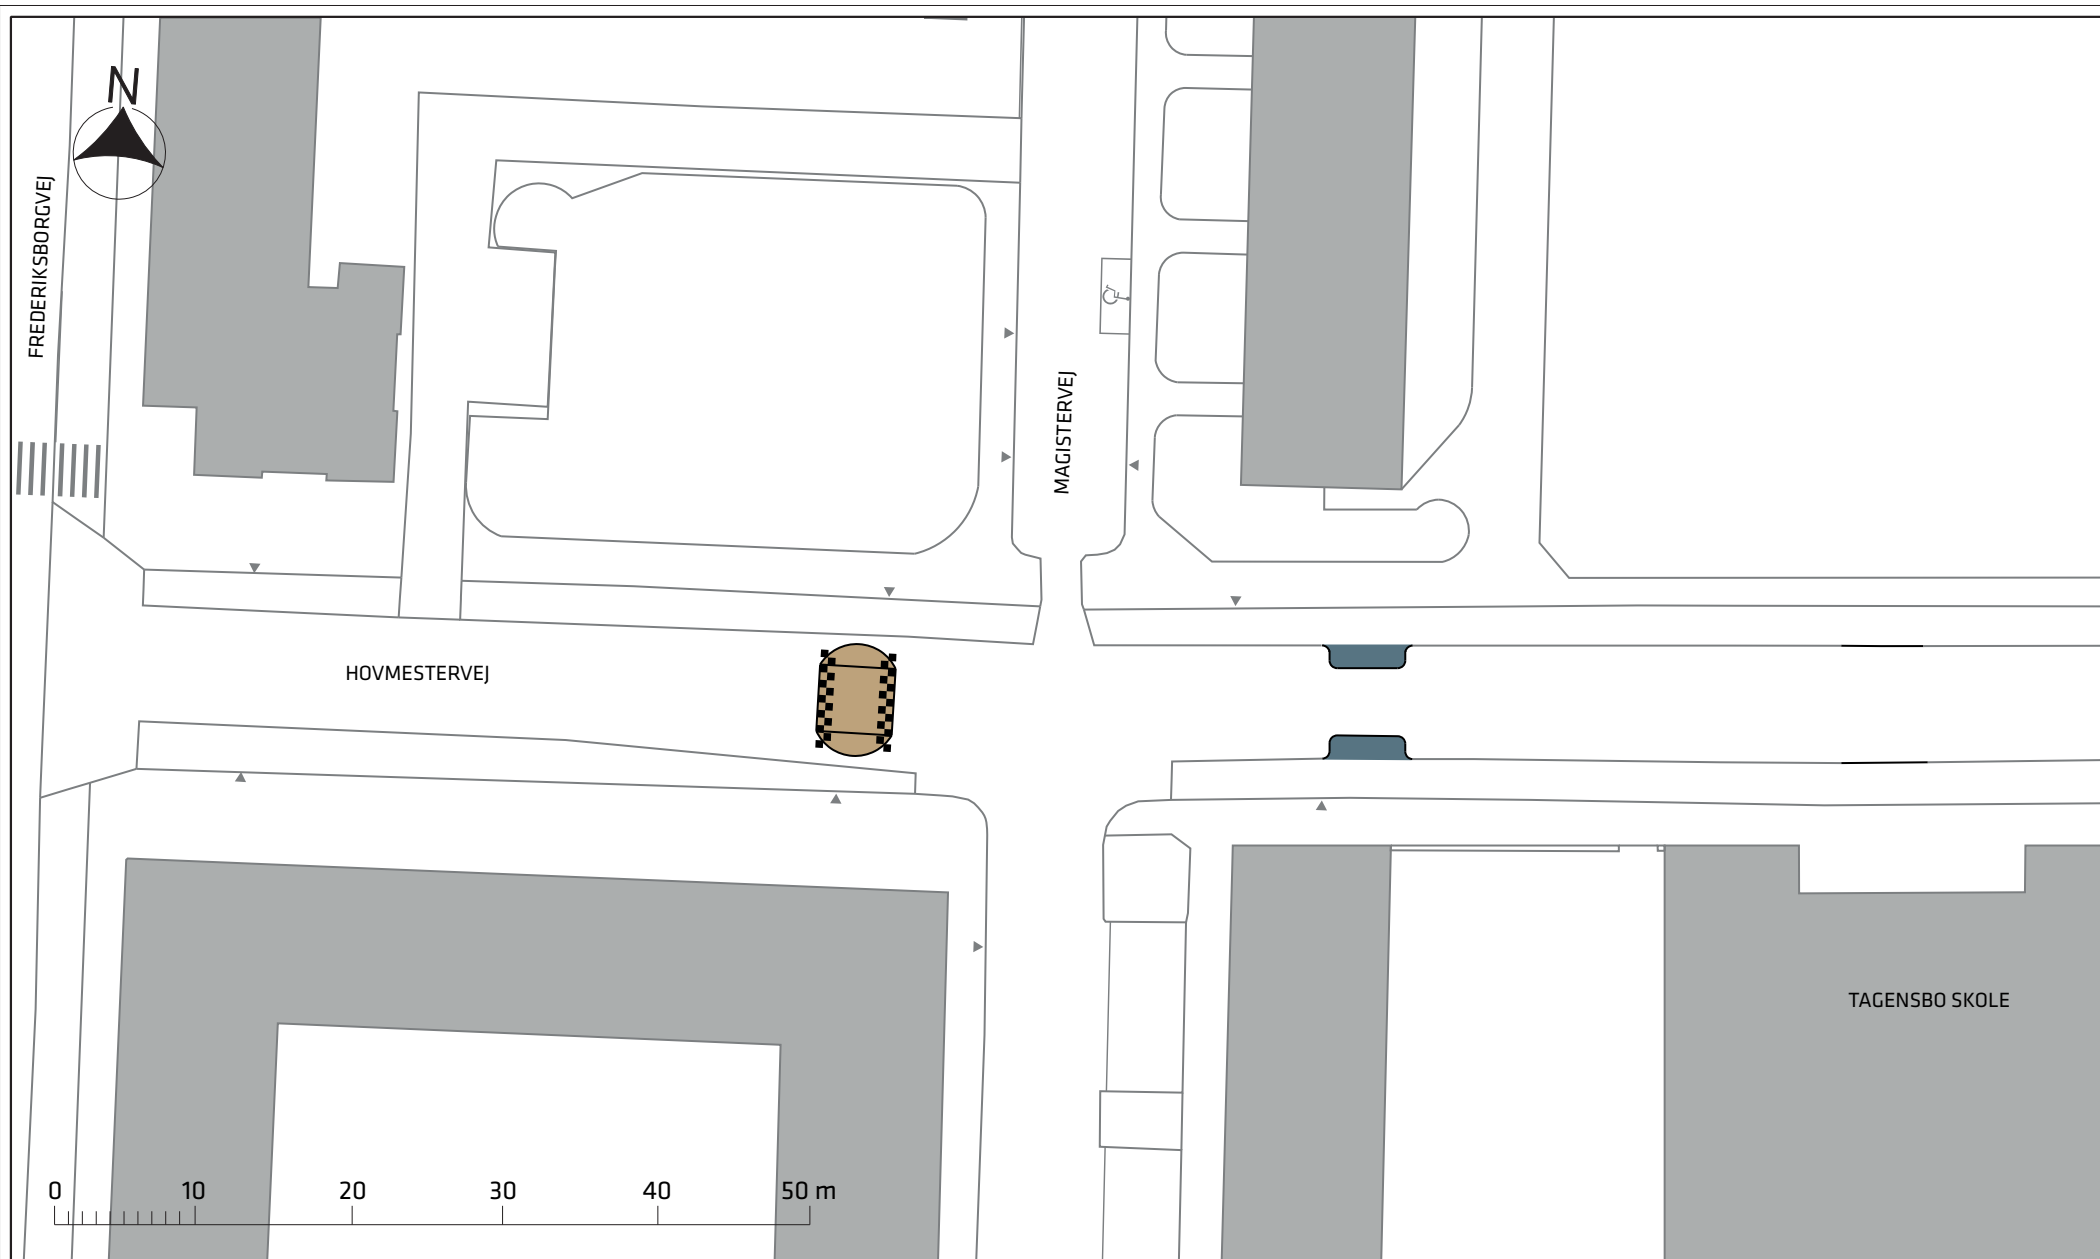 N
FREDERIKSBORGVEJ
MAGISTERVEJ
HOVMESTERVEJ
TAGENSBO SKOLE
0 10 20 30 40 50 m